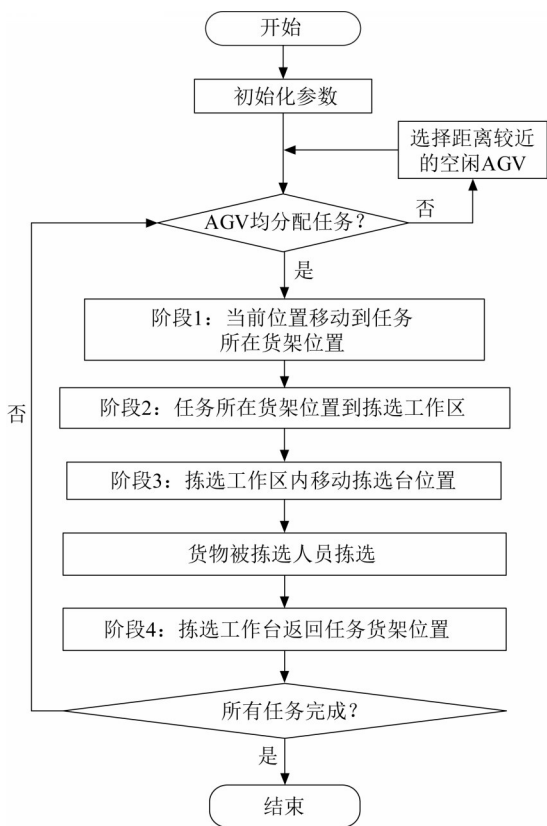 开始
初始化参数
选择距离较近
的空闲AGV
AGV均分配任务？
否
是
阶段1：当前位置移动到任务
所在货架位置
阶段2：任务所在货架位置到拣选工作区
否
阶段3：拣选工作区内移动拣选台位置
货物被拣选人员拣选
阶段4：拣选工作台返回任务货架位置
所有任务完成？
是
结束